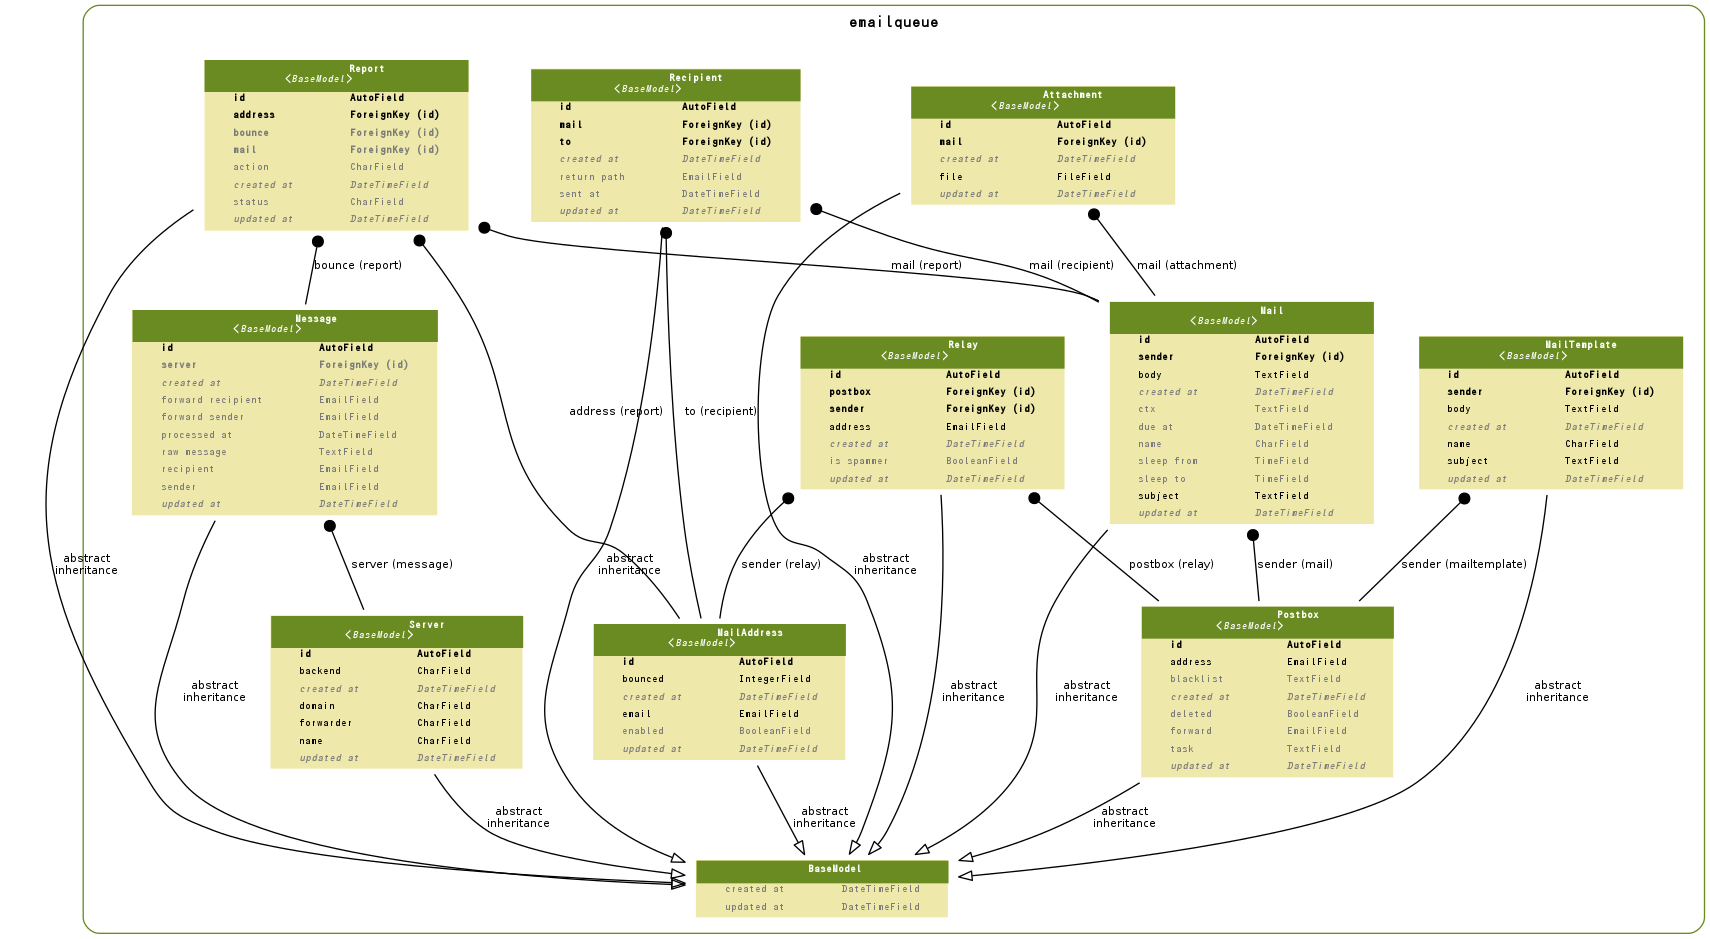 emailqueue
Report
<BaseModel>
id AutoField
address ForeignKey (id)
bounce ForeignKey (id)
mail ForeignKey (id)
action CharField
created at DateTimeField
status CharField
updated at DateTimeField
Recipient
<BaseModel>
id AutoField
mail ForeignKey (id)
to ForeignKey (id)
created at DateTimeField
return path EmailField
sent at DateTimeField
updated at DateTimeField
Attachment
<BaseModel>
id AutoField
mail ForeignKey (id)
created at DateTimeField
file FileField
updated at DateTimeField
bounce (report)
mail (report)
mail (recipient)
mail (attachment)
Message
<BaseModel>
id AutoField
server ForeignKey (id)
created at DateTimeField
forward recipient EmailField
forward sender EmailField
processed at DateTimeField
raw message TextField
recipient EmailField
sender EmailField
updated at DateTimeField
address (report)
to (recipient)
Relay
<BaseModel>
id AutoField
postbox ForeignKey (id)
sender ForeignKey (id)
address EmailField
created at DateTimeField
is spammer BooleanField
updated at DateTimeField
Mail
<BaseModel>
id AutoField
sender ForeignKey (id)
body TextField
created at DateTimeField
ctx TextField
due at DateTimeField
name CharField
sleep from TimeField
sleep to TimeField
subject TextField
updated at DateTimeField
MailTemplate
<BaseModel>
id AutoField
sender ForeignKey (id)
body TextField
created at DateTimeField
name CharField
subject TextField
updated at DateTimeField
abstract
inheritance
server (message)
abstract
inheritance
sender (relay)
abstract
inheritance
postbox (relay)
sender (mail)
sender (mailtemplate)
Server
<BaseModel>
id AutoField
backend CharField
created at DateTimeField
domain CharField
forwarder CharField
name CharField
updated at DateTimeField
MailAddress
<BaseModel>
id AutoField
bounced IntegerField
created at DateTimeField
email EmailField
enabled BooleanField
updated at DateTimeField
Postbox
<BaseModel>
id AutoField
address EmailField
blacklist TextField
created at DateTimeField
deleted BooleanField
forward EmailField
task TextField
updated at DateTimeField
abstract
inheritance
abstract
inheritance
abstract
inheritance
abstract
inheritance
abstract
inheritance
abstract
inheritance
abstract
inheritance
BaseModel
created at DateTimeField
updated at DateTimeField